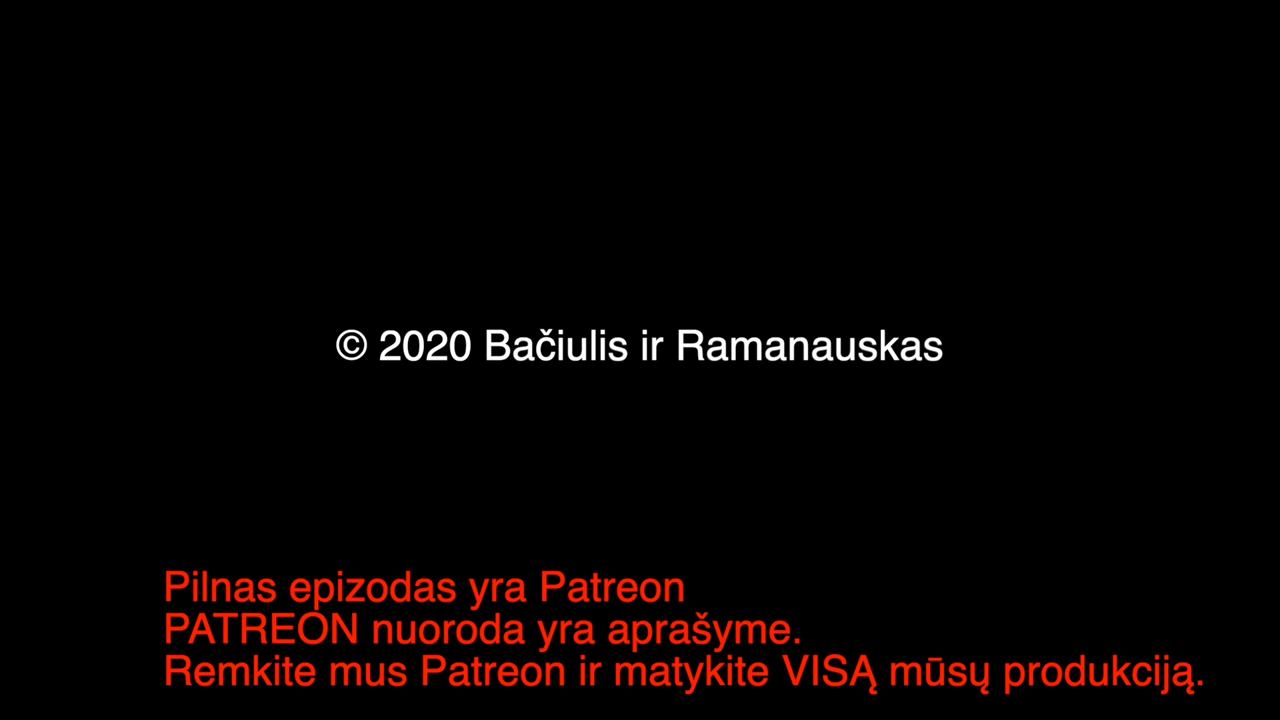 © 2020 Bačiulis ir Ramanauskas
Pilnas epizodas yra Patreon
PATREON nuoroda yra aprašyme.
Remkite mus Patreon ir matykite VISĄ mūsų produkciją.